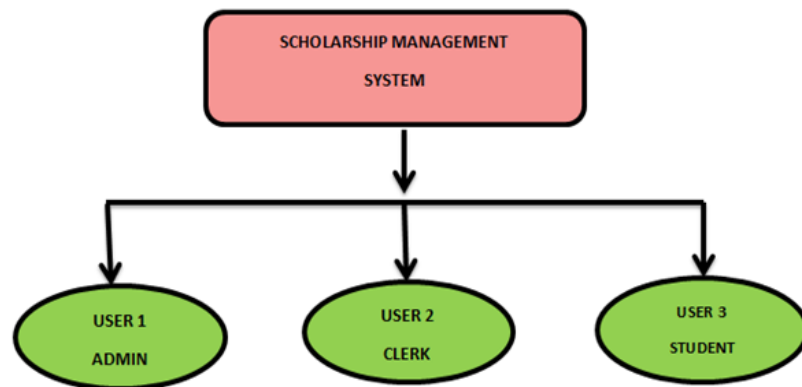 SCHOLARSHIP MANAGEMENT
SYSTEM
USER 1
ADMIN
USER 2
CLERK
USER 3
STUDENT